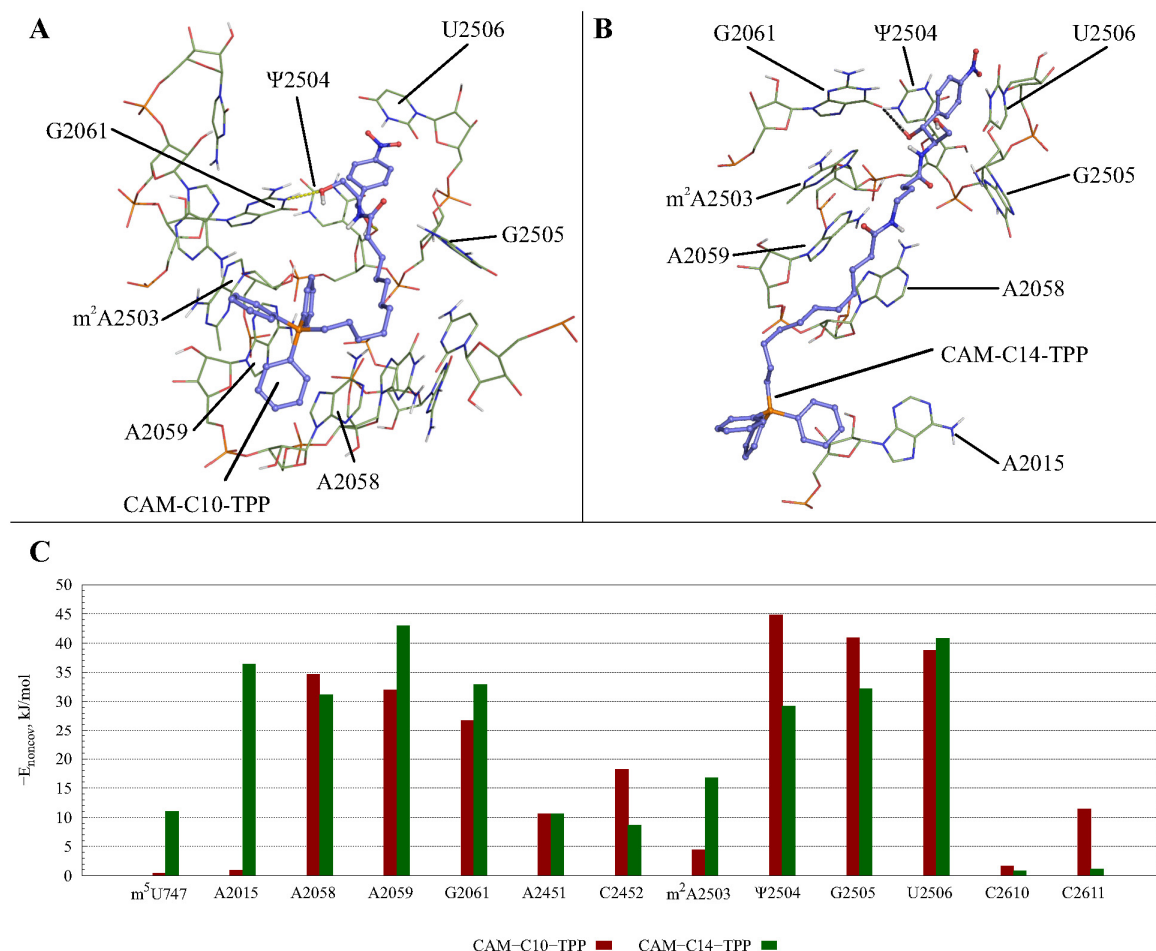 A
U2506
Ψ2504
G2061
G2505
m²A2503
A2059
A2058
CAM-C10-TPP
B
G2061
Ψ2504
U2506
m²A2503
G2505
A2059
A2058
CAM-C14-TPP
A2015
C
50
45
40
35
30
25
20
15
10
5
0
−Enoncov, kJ/mol
m⁵U747 A2015 A2058 A2059 G2061 A2451 C2452 m²A2503 Ψ2504 G2505 U2506 C2610 C2611
CAM−C10−TPP CAM−C14−TPP